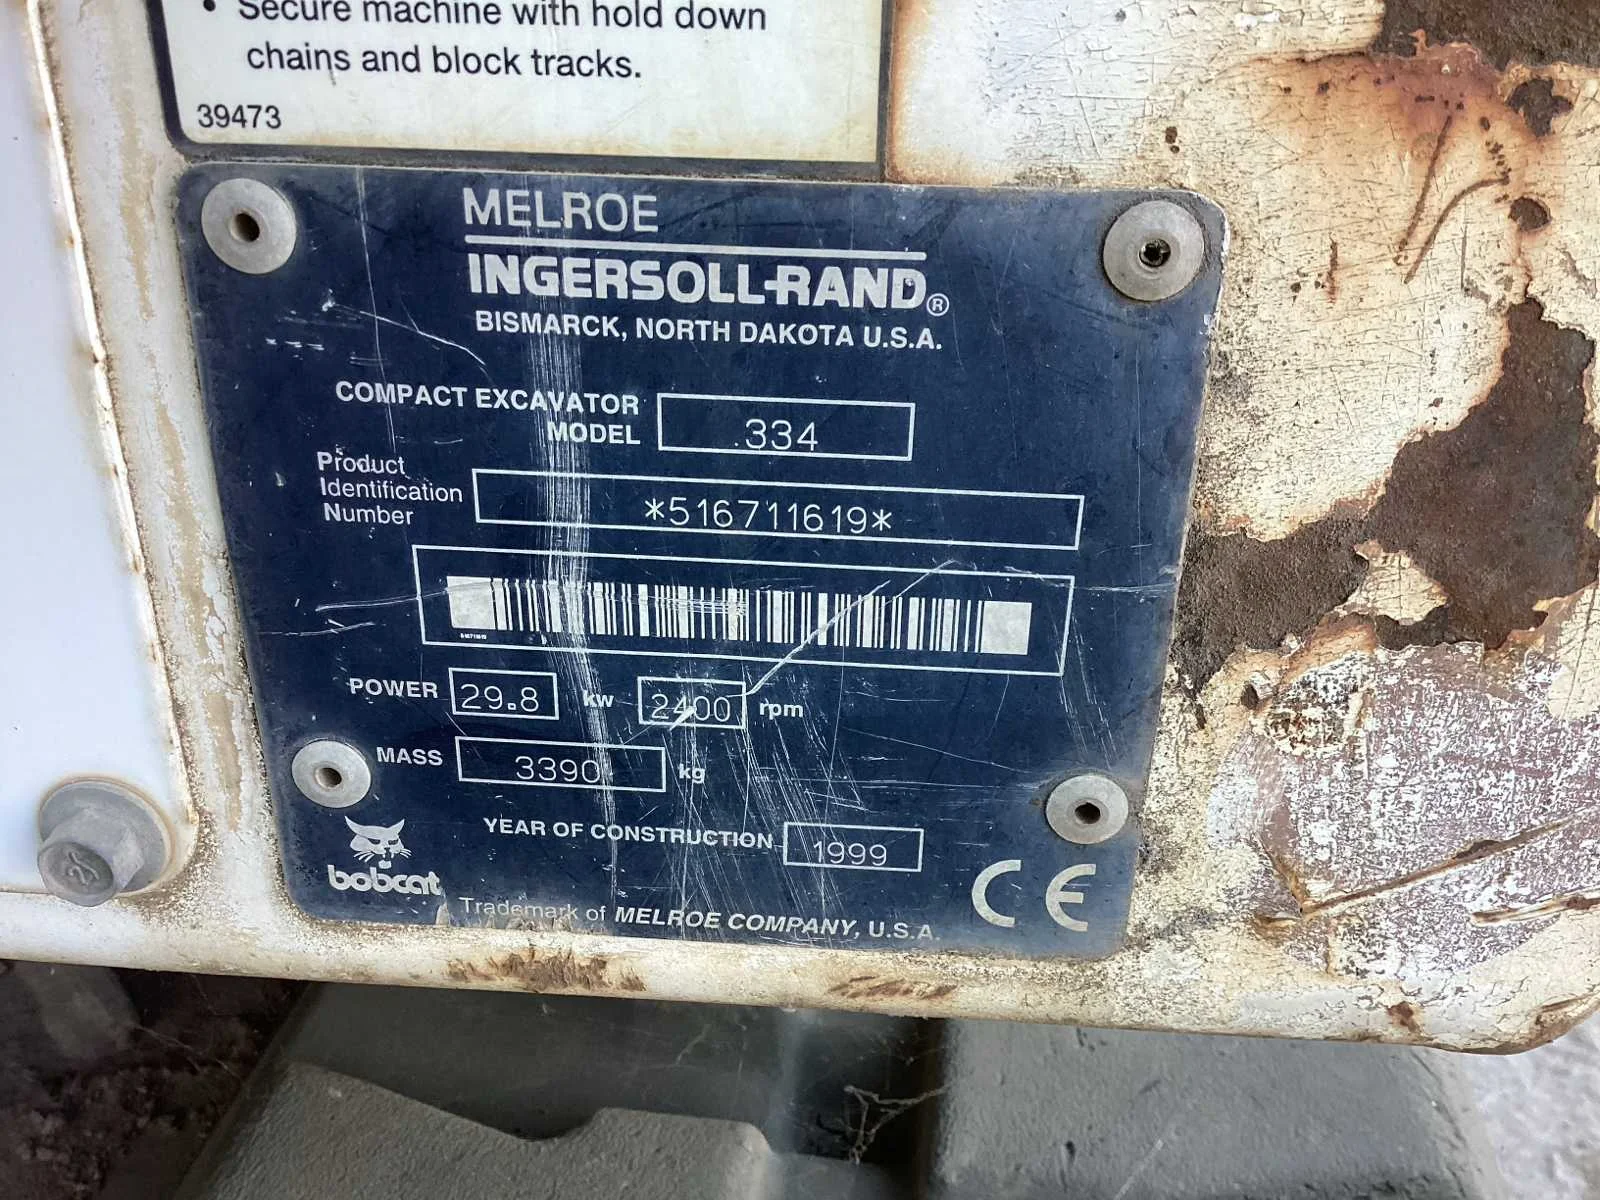 • Secure machine with hold down
chains and block tracks.
39473
MELROE
INGERSOLL-RAND®
BISMARCK, NORTH DAKOTA U.S.A.
COMPACT EXCAVATOR
MODEL 334
Product
Identification
Number *516711619*
516711619
POWER 29.8 kw 2400 rpm
MASS 3390 kg
YEAR OF CONSTRUCTION 1999
bobcat
CE
Trademark of MELROE COMPANY, U.S.A.